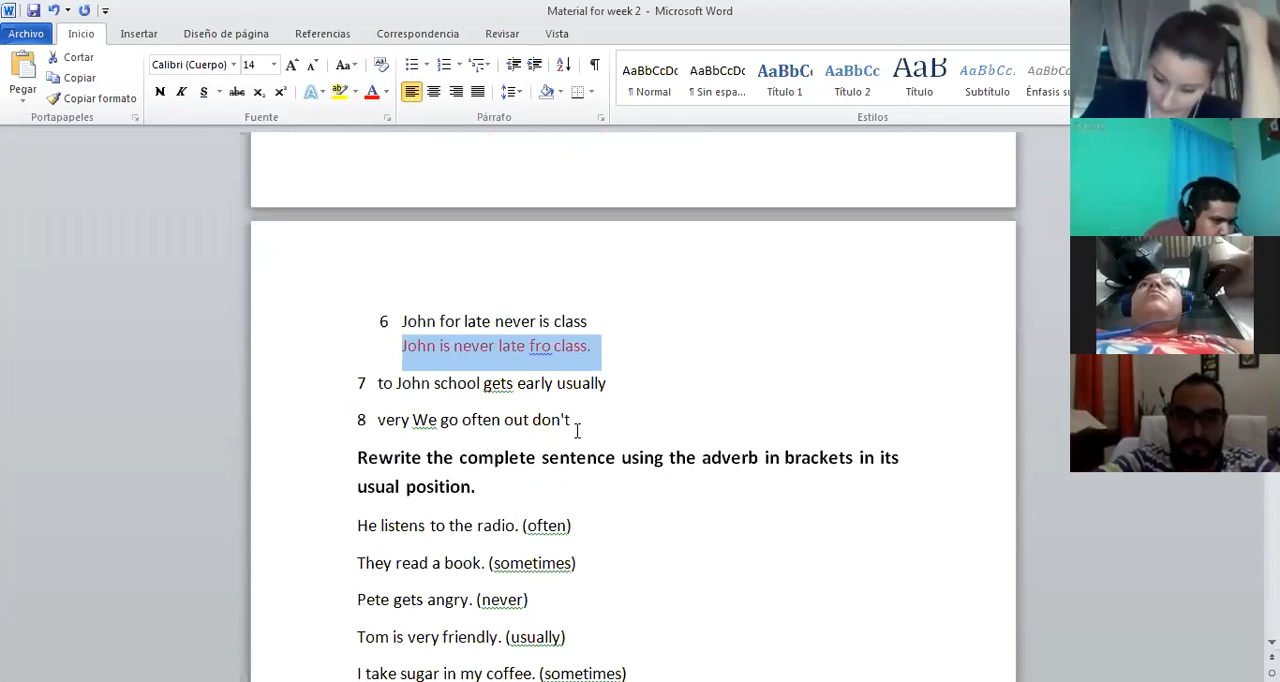 Material for week 2 - Microsoft Word
Archivo Inicio Insertar Diseño de página Referencias Correspondencia Revisar Vista
Pegar
Cortar
Copiar
Copiar formato
Portapapeles
Calibri (Cuerpo) 14
Fuente
Párrafo
AaBbCcDc AaBbCcDc AaBbC AaBbCc AaB AaBbCc. AaBbCc
¶ Normal ¶ Sin espa... Título 1 Título 2 Título Subtítulo Énfasis su
Estilos
6 John for late never is class
John is never late fro class.
7 to John school gets early usually
8 very We go often out don't
Rewrite the complete sentence using the adverb in brackets in its
usual position.
He listens to the radio. (often)
They read a book. (sometimes)
Pete gets angry. (never)
Tom is very friendly. (usually)
I take sugar in my coffee. (sometimes)